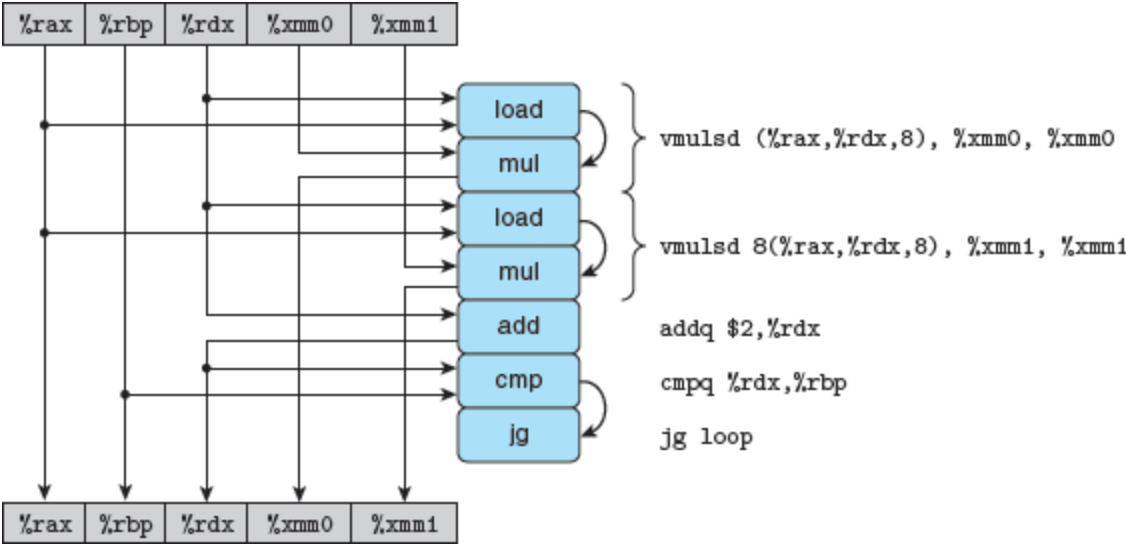 %rax %rbp %rdx %xmm0 %xmm1
load
vmulsd (%rax,%rdx,8), %xmm0, %xmm0
mul
load
vmulsd 8(%rax,%rdx,8), %xmm1, %xmm1
mul
add addq $2,%rdx
cmp cmpq %rdx,%rbp
jg jg loop
%rax %rbp %rdx %xmm0 %xmm1